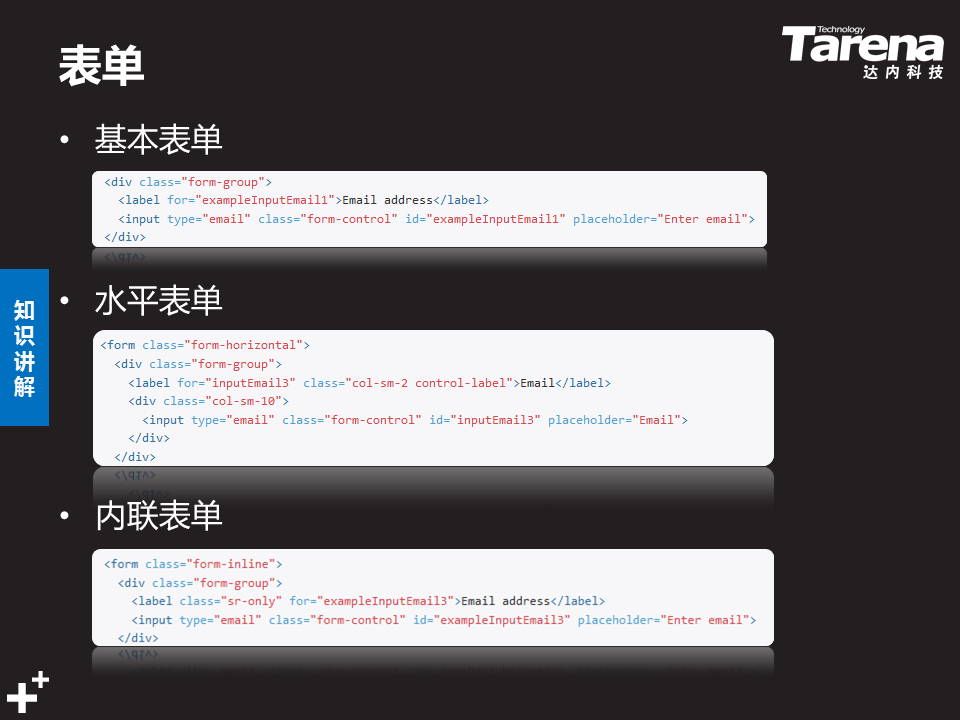 表单
Technology
Tarena
达内科技
• 基本表单
<div class="form-group">
<label for="exampleInputEmail1">Email address</label>
<input type="email" class="form-control" id="exampleInputEmail1" placeholder="Enter email">
</div>
• 水平表单
<form class="form-horizontal">
<div class="form-group">
<label for="inputEmail3" class="col-sm-2 control-label">Email</label>
<div class="col-sm-10">
<input type="email" class="form-control" id="inputEmail3" placeholder="Email">
</div>
</div>
• 内联表单
<form class="form-inline">
<div class="form-group">
<label class="sr-only" for="exampleInputEmail3">Email address</label>
<input type="email" class="form-control" id="exampleInputEmail3" placeholder="Enter email">
</div>
知识讲解